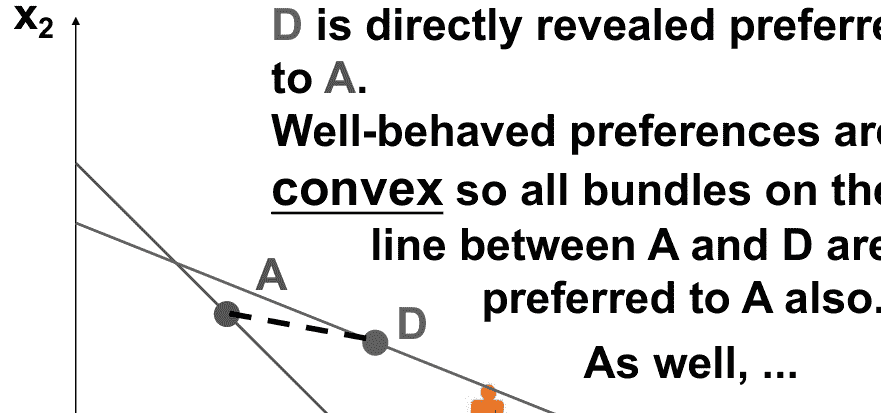 x2
D is directly revealed preferre
to A.
Well-behaved preferences are
convex so all bundles on the
line between A and D are
preferred to A also.
As well, ...
A
D